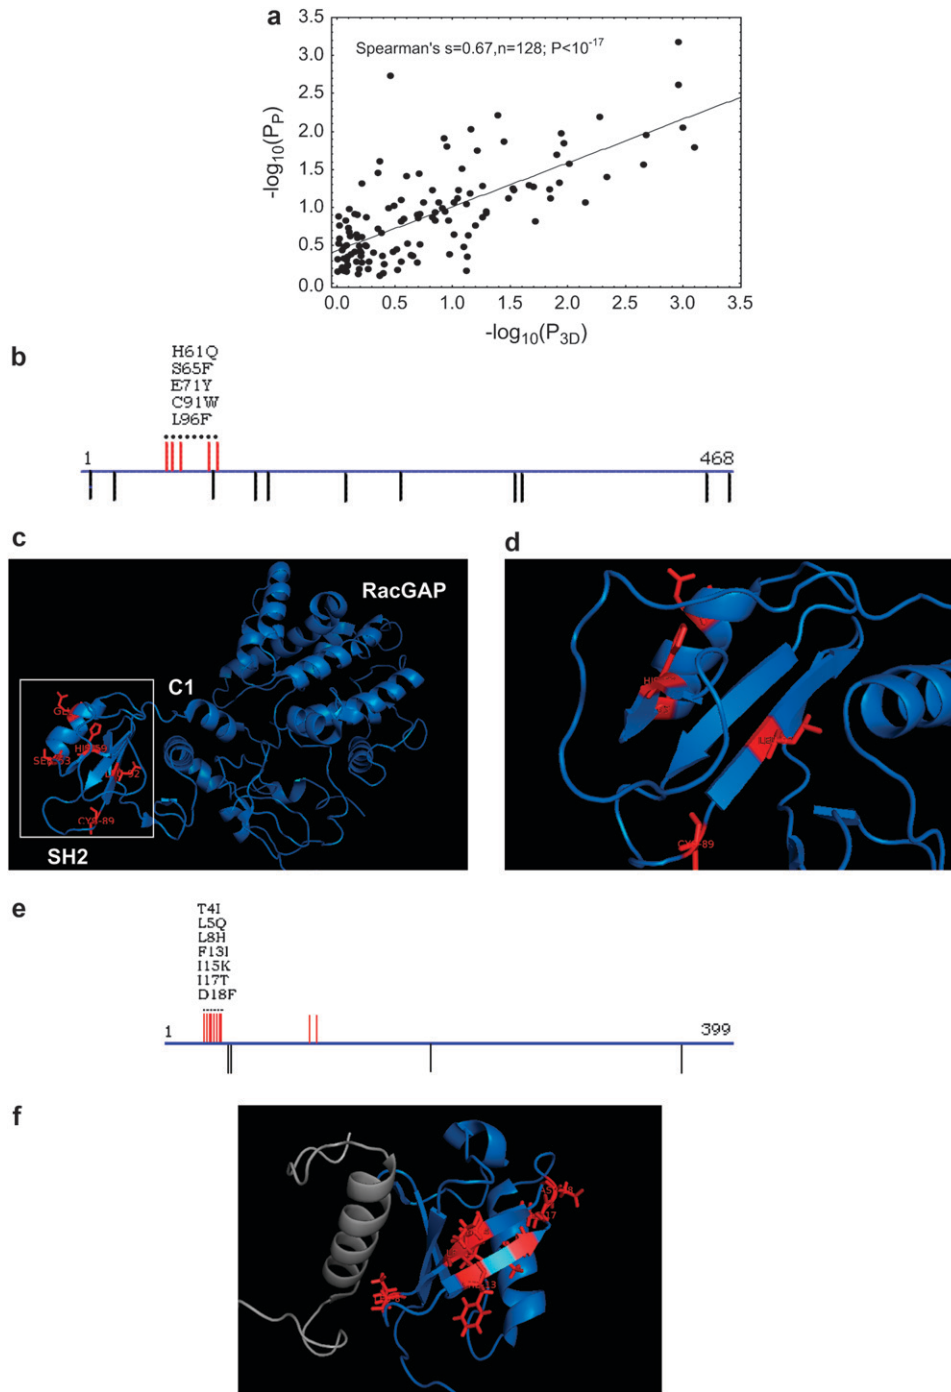 a
Spearman's s=0.67,n=128; P<10⁻¹⁷
3.5
3.0
2.5
2.0
1.5
1.0
0.5
0.0
-log₁₀(P_P)
0.0 0.5 1.0 1.5 2.0 2.5 3.0 3.5
-log₁₀(P₃D)
b
H61Q
S65F
E71Y
C91W
L96F
1 468
c
RacGAP
C1
CYS-89
SH2
d
CYS-89
e
T4I
L5Q
L8H
F13I
I15K
I17T
D18F
1 399
f